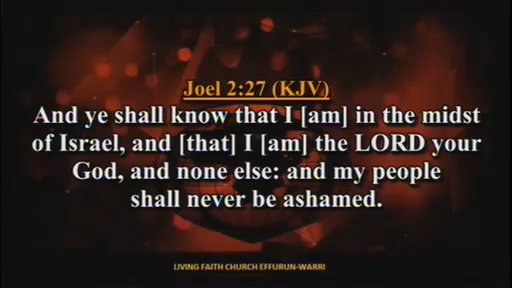 Joel 2:27 (KJV)
And ye shall know that I [am] in the midst
of Israel, and [that] I [am] the LORD your
God, and none else: and my people
shall never be ashamed.
LIVING FAITH CHURCH EFFURUN-WARRI